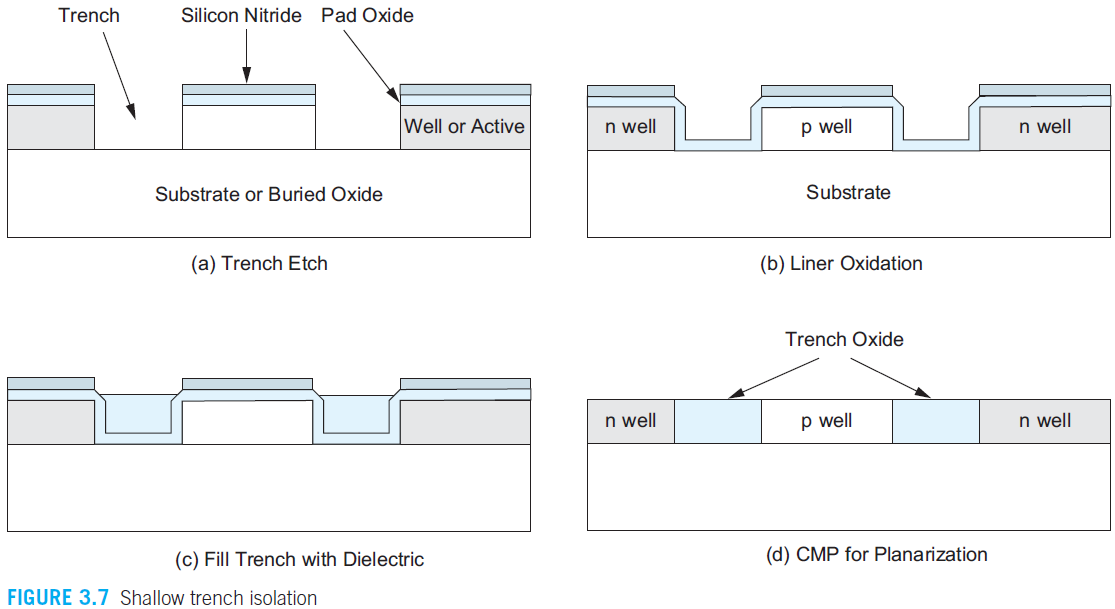 Trench
Silicon Nitride
Pad Oxide
Well or Active
Substrate or Buried Oxide
(a) Trench Etch
n well
p well
n well
Substrate
(b) Liner Oxidation
(c) Fill Trench with Dielectric
Trench Oxide
n well
p well
n well
(d) CMP for Planarization
FIGURE 3.7 Shallow trench isolation